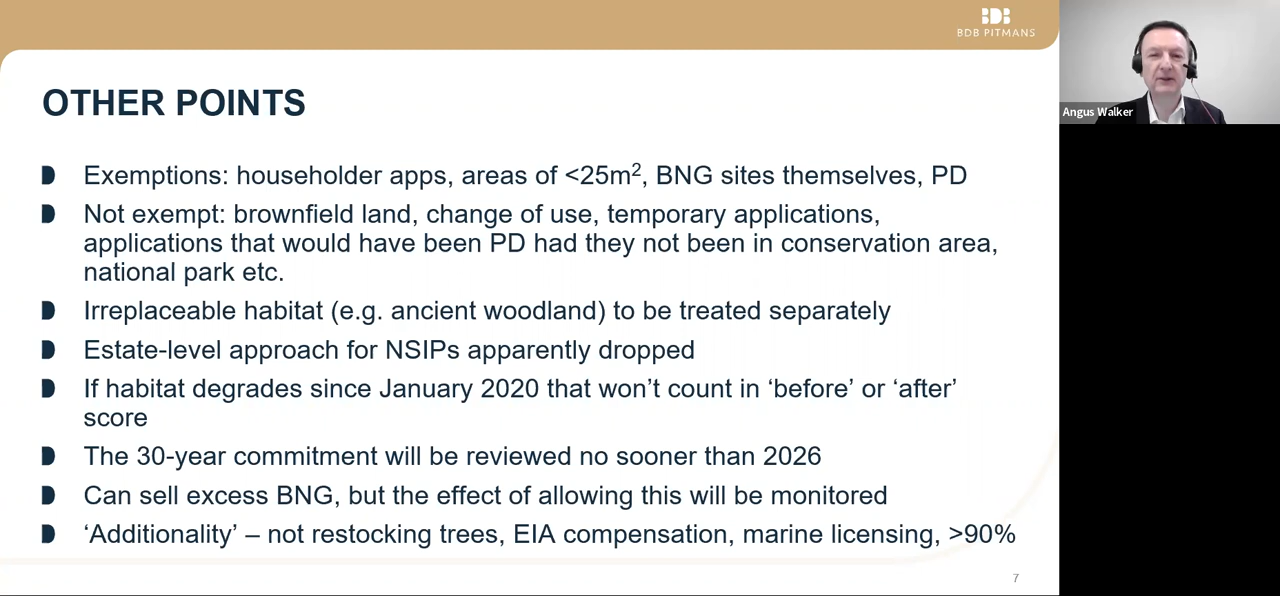 BDB
BDB PITMANS
Angus Walker
OTHER POINTS
Exemptions: householder apps, areas of <25m², BNG sites themselves, PD
Not exempt: brownfield land, change of use, temporary applications,
applications that would have been PD had they not been in conservation area,
national park etc.
Irreplaceable habitat (e.g. ancient woodland) to be treated separately
Estate-level approach for NSIPs apparently dropped
If habitat degrades since January 2020 that won’t count in ‘before’ or ‘after’
score
The 30-year commitment will be reviewed no sooner than 2026
Can sell excess BNG, but the effect of allowing this will be monitored
‘Additionality’ – not restocking trees, EIA compensation, marine licensing, >90%
7